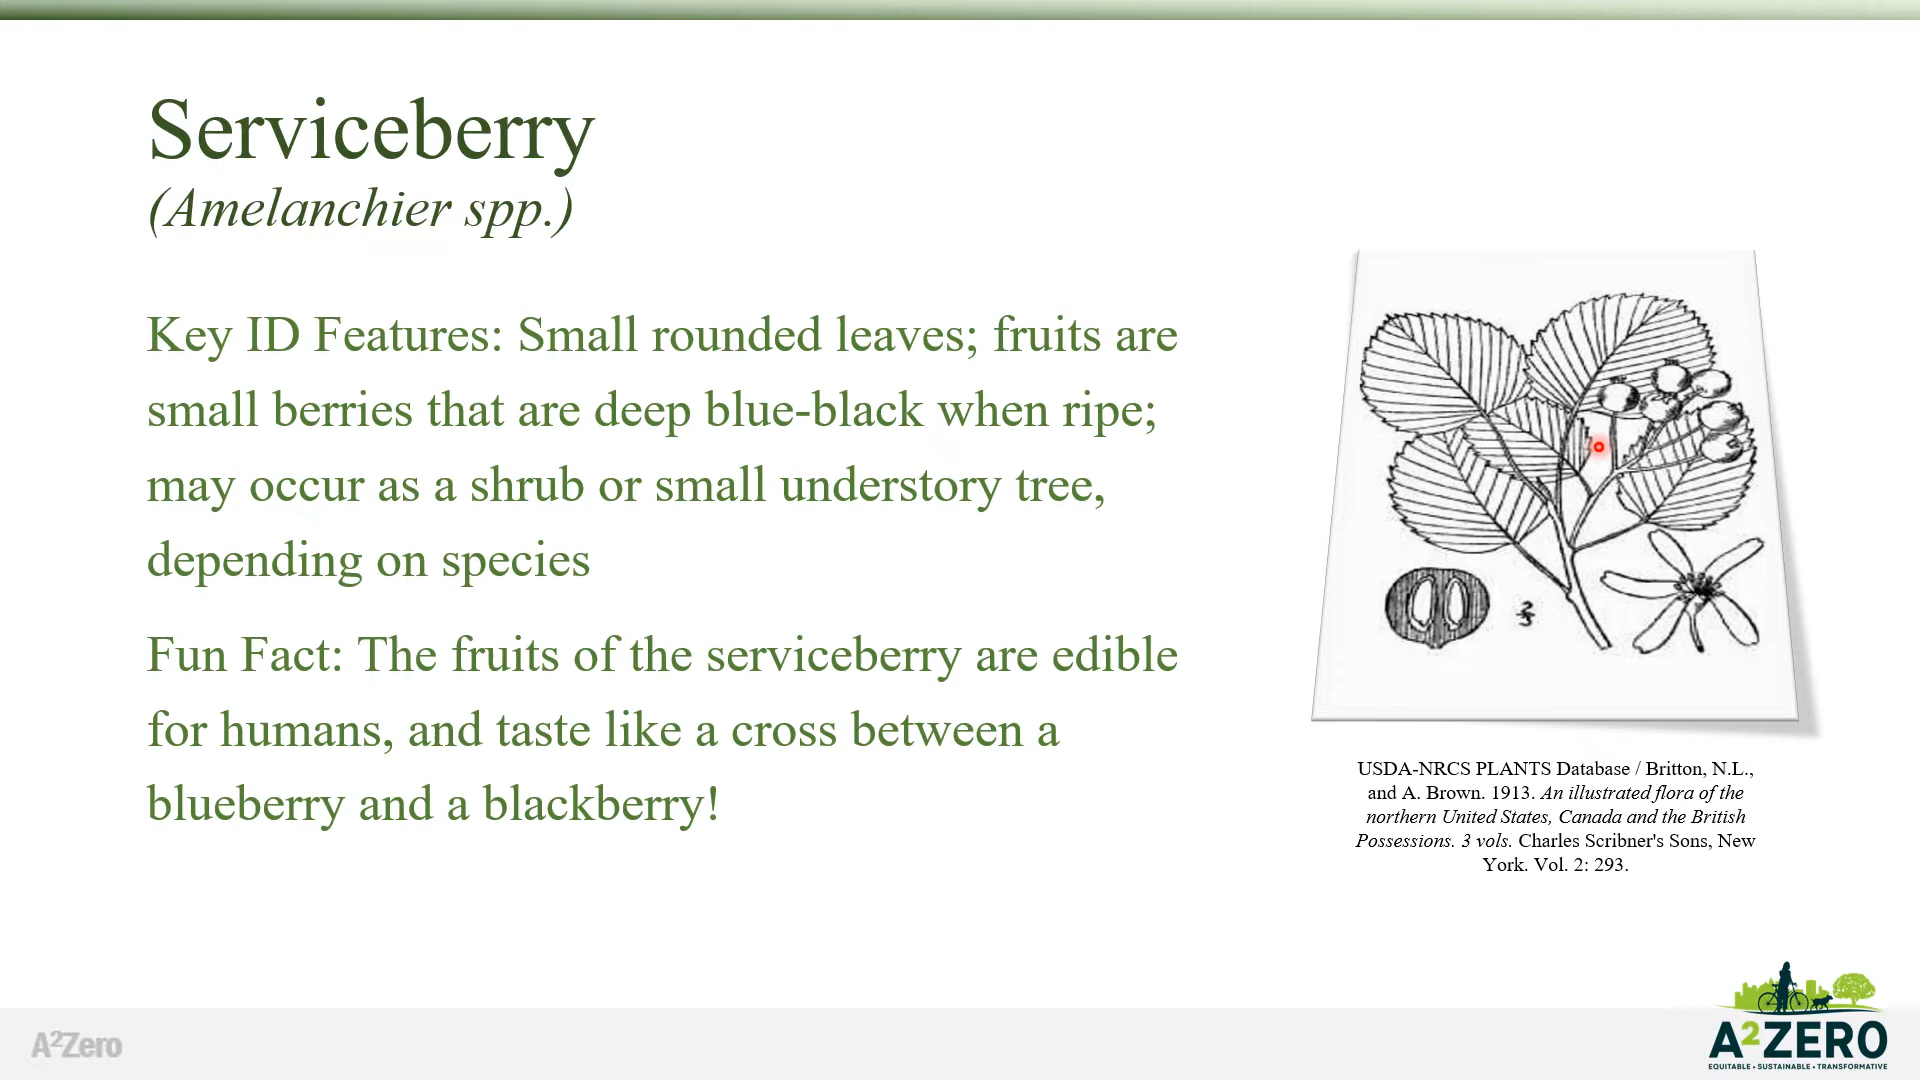 Serviceberry
(Amelanchier spp.)
Key ID Features: Small rounded leaves; fruits are
small berries that are deep blue-black when ripe;
may occur as a shrub or small understory tree,
depending on species
Fun Fact: The fruits of the serviceberry are edible
for humans, and taste like a cross between a
blueberry and a blackberry!
2/3
USDA-NRCS PLANTS Database / Britton, N.L.,
and A. Brown. 1913. An illustrated flora of the
northern United States, Canada and the British
Possessions. 3 vols. Charles Scribner's Sons, New
York. Vol. 2: 293.
A²Zero
A²ZERO
EQUITABLE • SUSTAINABLE • TRANSFORMATIVE